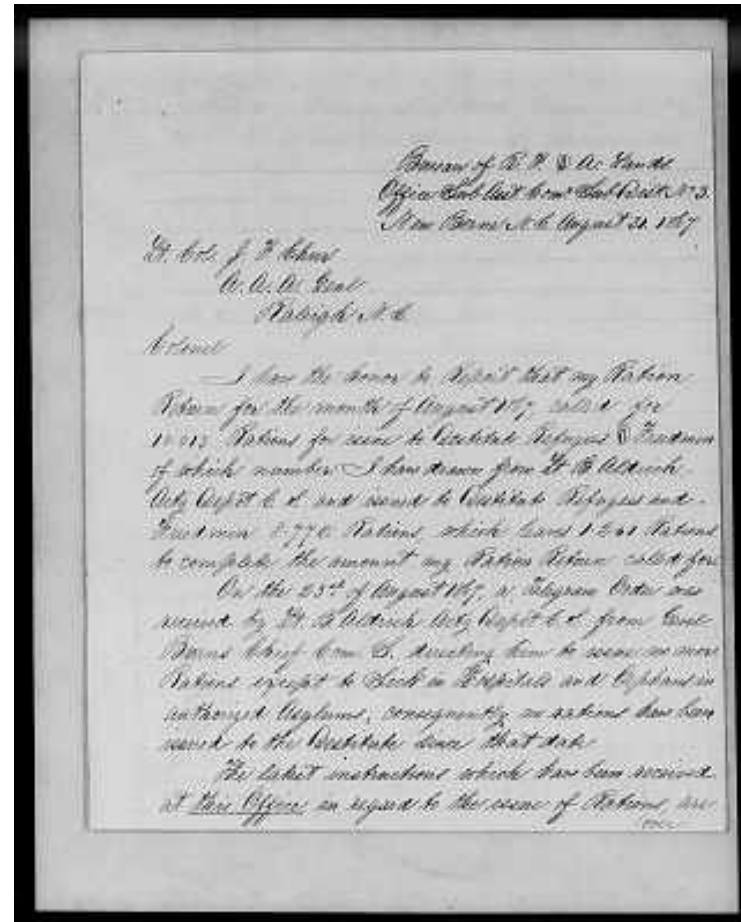 Bureau of R. F. & A. Lands
Office Sub Asst Comr Sub Dist No 3.
New Berne N.C. August 31. 1867
Lt. Col. J. F. Chur
A. A. A. Genl
Raleigh N.C.
Colonel
I have the honor to Report that my Ration
Return for the month of August 1867 called for
Rations for issue to Destitute Refugees & Freedmen
of which number I have drawn from Lt B Aldrich
Actg Depot C. S. and issued to Destitute Refugees and
Freedmen Rations, which leaves Rations
to complete the amount my Ration Return called for.
On the 23rd of August 1867, a Telegram Order was
received by Lt B Aldrich Actg Depot C. S. from Genl
Burns Chief Com S. directing him to issue no more
Rations except to Sick in Hospitals and Orphans in
authorized Asylums, consequently no rations have been
issued to the Destitute since that date.
The latest instructions which have been received
at this Office in regard to the issue of Rations are
(over)